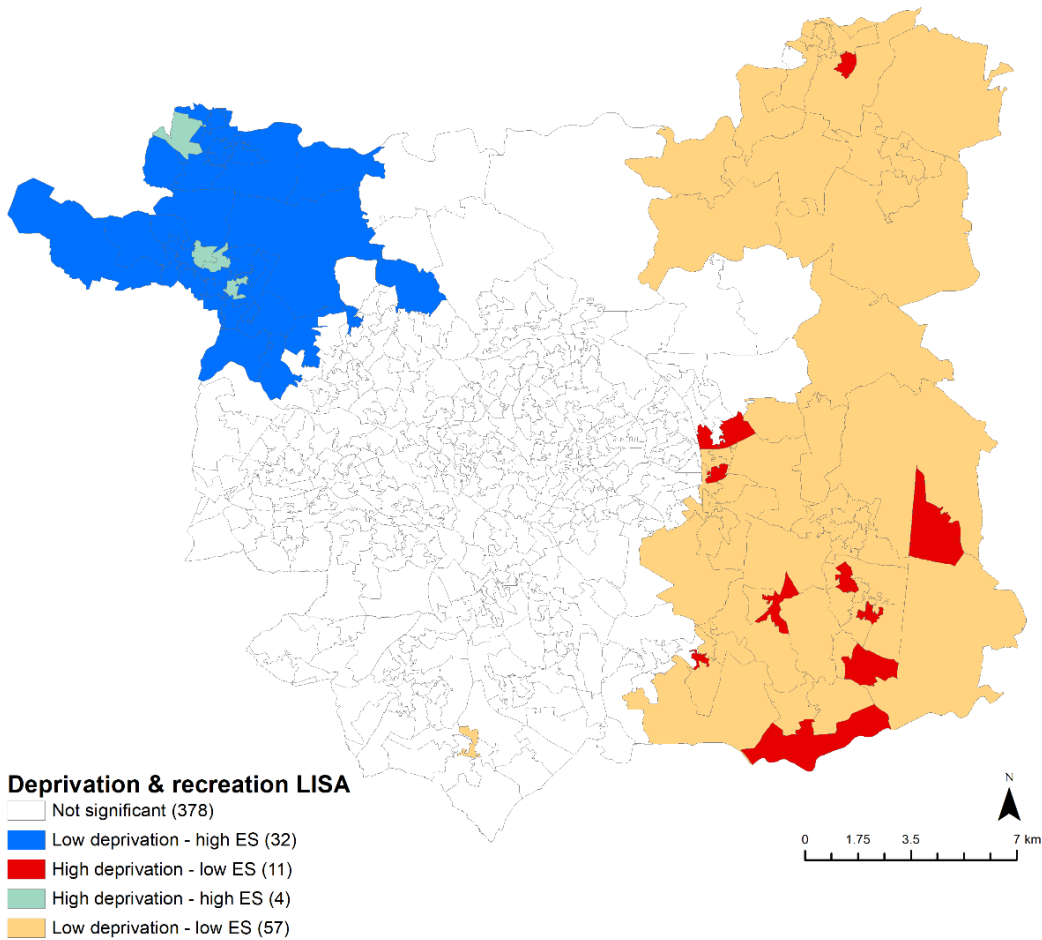 Deprivation & recreation LISA
Not significant (378)
Low deprivation - high ES (32)
High deprivation - low ES (11)
High deprivation - high ES (4)
Low deprivation - low ES (57)
N
0 1.75 3.5 7 km